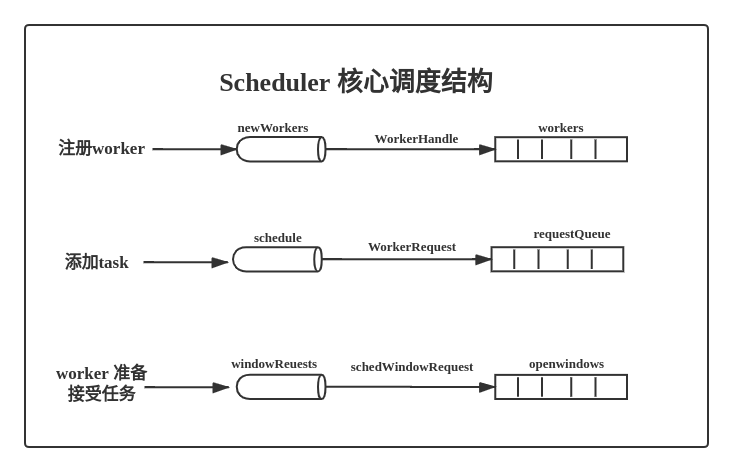 Scheduler 核心调度结构
newWorkers
workers
注册worker
WorkerHandle
schedule
requestQueue
添加task
WorkerRequest
windowReuests
openwindows
worker 准备
接受任务
schedWindowRequest